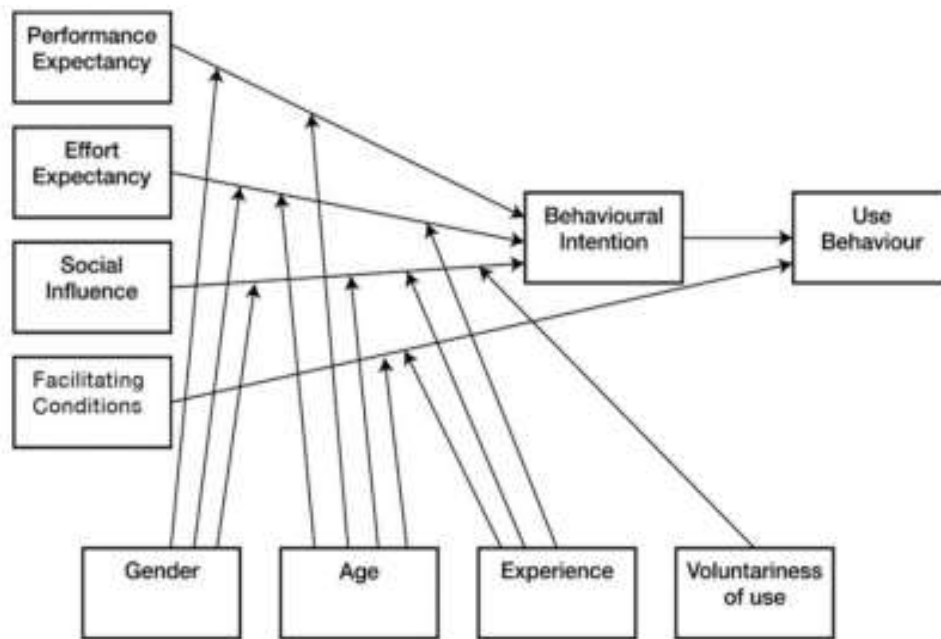 Performance
Expectancy
Effort
Expectancy
Social
Influence
Facilitating
Conditions
Behavioural
Intention
Use
Behaviour
Gender
Age
Experience
Voluntariness
of use